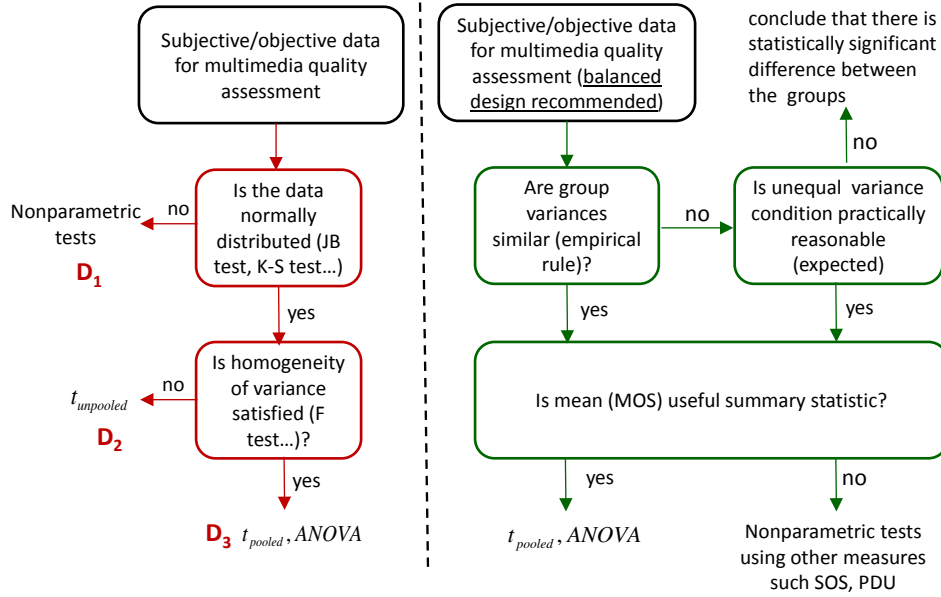 Subjective/objective data
for multimedia quality
assessment
Is the data
normally
distributed (JB
test, K-S test...)
no
Nonparametric
tests
D1
yes
Is homogeneity
of variance
satisfied (F
test...)?
no
t unpooled
D2
yes
D3 t pooled , ANOVA
Subjective/objective data
for multimedia quality
assessment (balanced
design recommended)
conclude that there is
statistically significant
difference between
the groups
no
Are group
variances
similar (empirical
rule)?
no
Is unequal variance
condition practically
reasonable
(expected)
yes
yes
Is mean (MOS) useful summary statistic?
yes
no
t pooled , ANOVA
Nonparametric tests
using other measures
such SOS, PDU